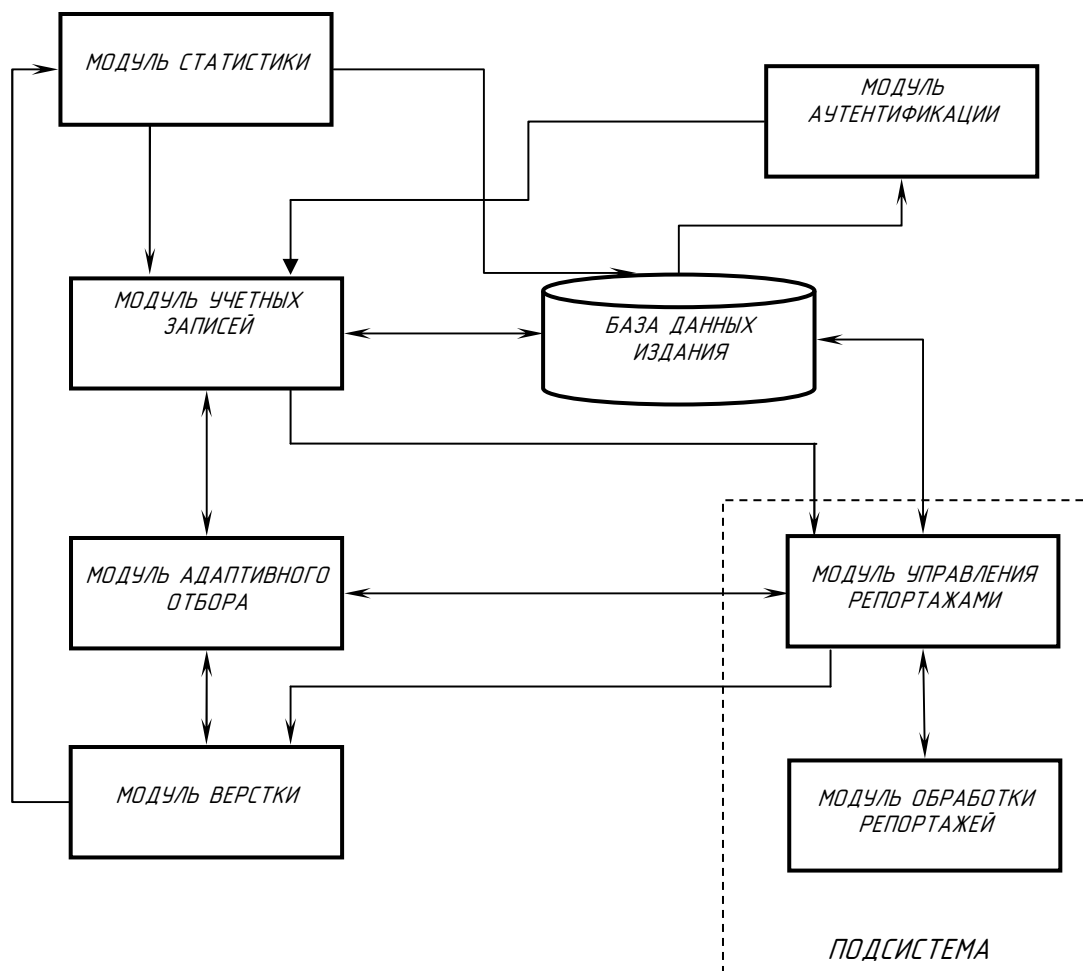 МОДУЛЬ СТАТИСТИКИ
МОДУЛЬ
АУТЕНТИФИКАЦИИ
МОДУЛЬ УЧЕТНЫХ
ЗАПИСЕЙ
БАЗА ДАННЫХ
ИЗДАНИЯ
МОДУЛЬ АДАПТИВНОГО
ОТБОРА
МОДУЛЬ УПРАВЛЕНИЯ
РЕПОРТАЖАМИ
МОДУЛЬ ВЕРСТКИ
МОДУЛЬ ОБРАБОТКИ
РЕПОРТАЖЕЙ
ПОДСИСТЕМА